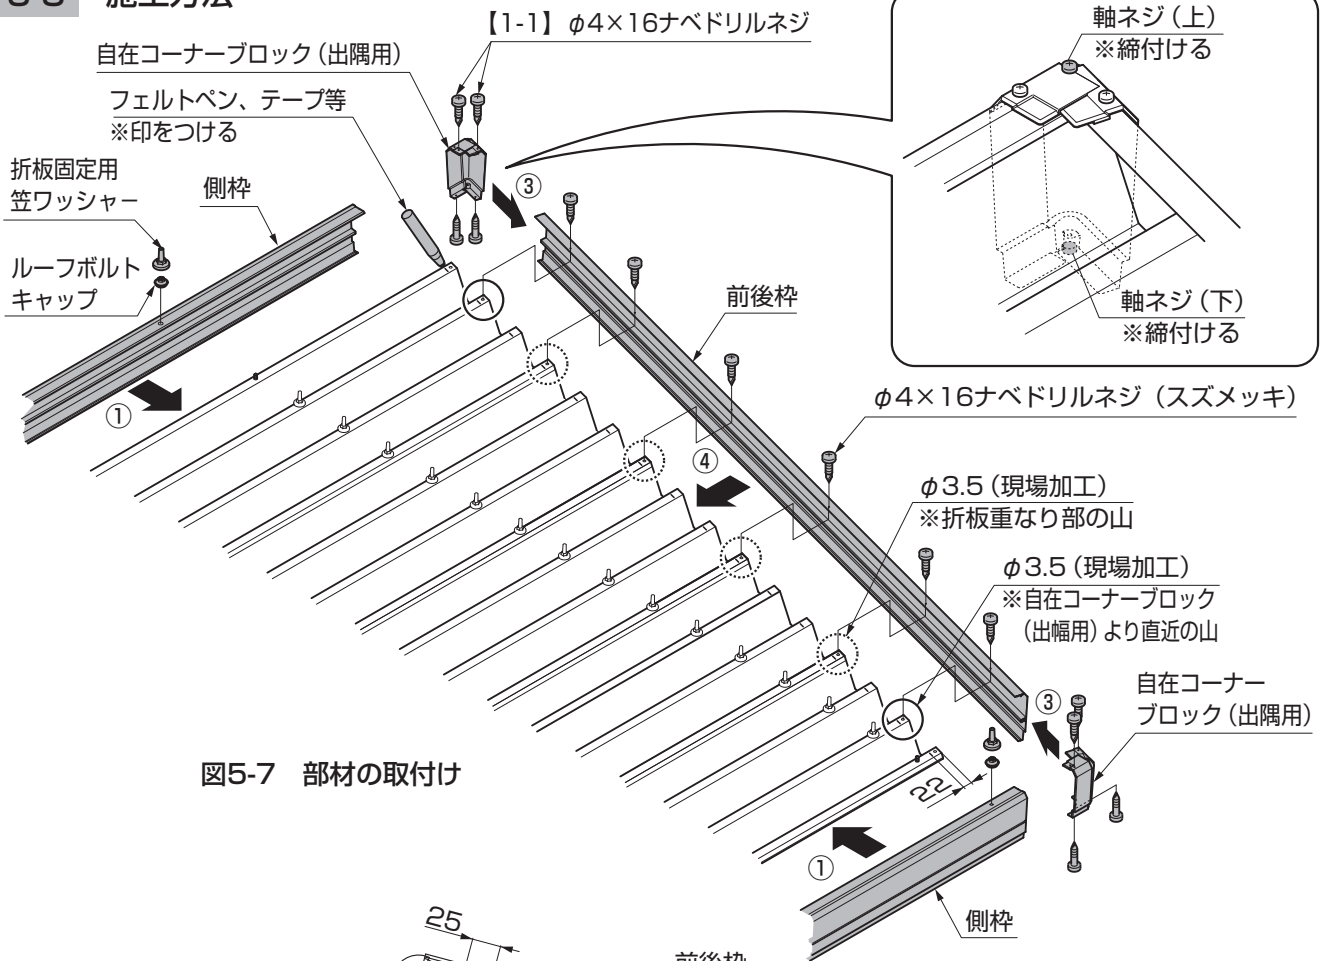 施工方法
【1-1】φ4×16ナベドリルネジ
自在コーナーブロック(出隅用)
フェルトペン、テープ等
※印をつける
折板固定用
笠ワッシャー
側枠
ルーフボルト
キャップ
①
③
軸ネジ(上)
※締付ける
軸ネジ(下)
※締付ける
前後枠
φ4×16ナベドリルネジ(スズメッキ)
④
φ3.5(現場加工)
※折板重なり部の山
φ3.5(現場加工)
※自在コーナーブロック
(出幅用)より直近の山
自在コーナー
ブロック(出隅用)
③
22
①
側枠
図5-7 部材の取付け
25
前後枠